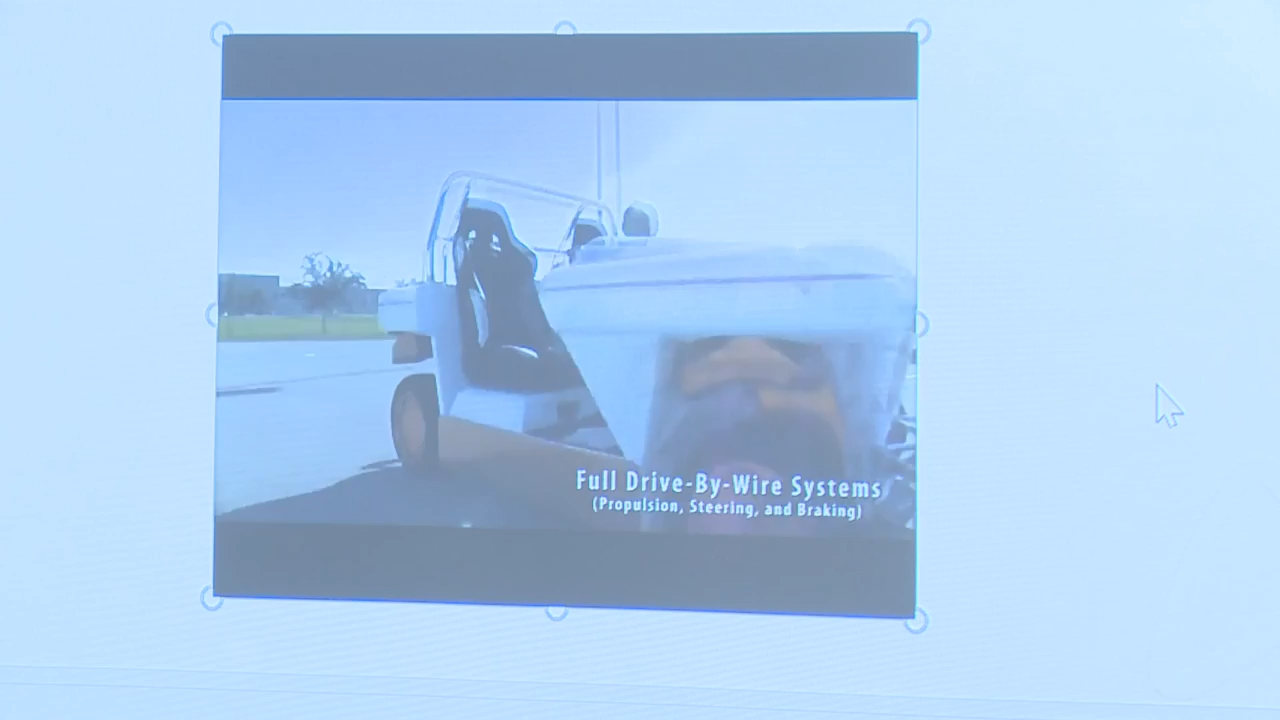 Full Drive-By-Wire Systems
(Propulsion, Steering, and Braking)